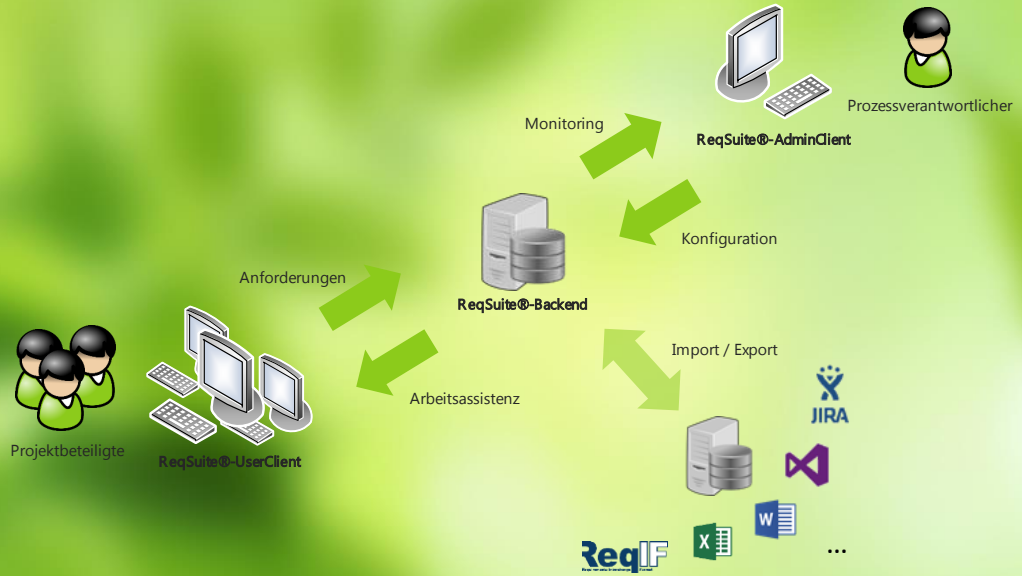 Prozessverantwortlicher
Monitoring
ReqSuite®-AdminClient
Konfiguration
Anforderungen
ReqSuite®-Backend
Import / Export
JIRA
Arbeitsassistenz
Projektbeteiligte
ReqSuite®-UserClient
W
X
ReqIF
...